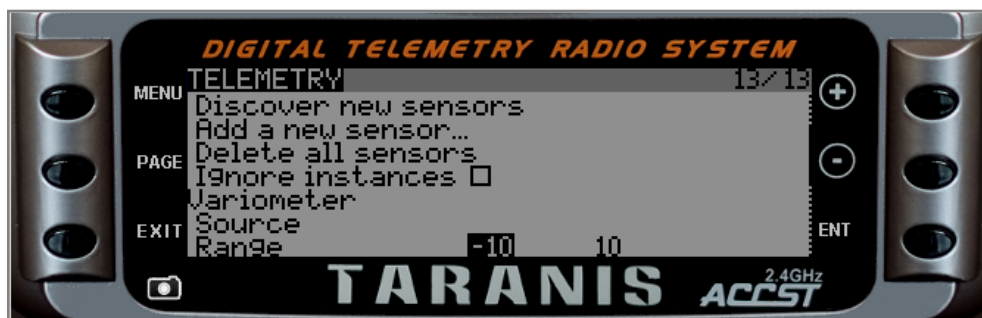 DIGITAL TELEMETRY RADIO SYSTEM
MENU
PAGE
EXIT
TELEMETRY 13/13
Discover new sensors
Add a new sensor...
Delete all sensors
Ignore instances
Variometer
Source
Range -10 10
+
-
ENT
TARANIS
2.4GHz
ACCST